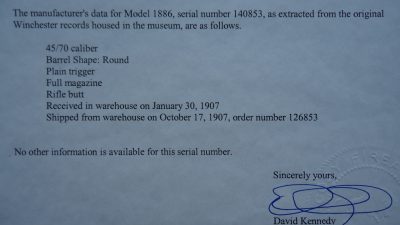 The manufacturer's data for Model 1886, serial number 140853, as extracted from the original
Winchester records housed in the museum, are as follows.
45/70 caliber
Barrel Shape: Round
Plain trigger
Full magazine
Rifle butt
Received in warehouse on January 30, 1907
Shipped from warehouse on October 17, 1907, order number 126853
No other information is available for this serial number.
Sincerely yours,
David Kennedy